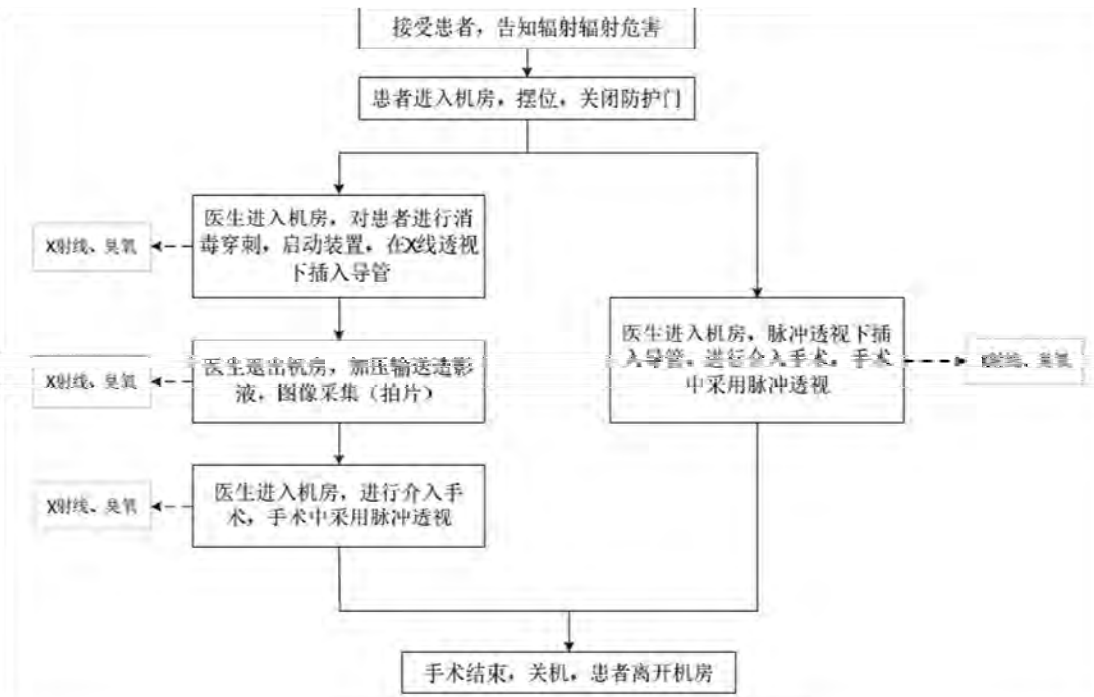 接受患者，告知辐射辐射危害
患者进入机房，摆位，关闭防护门
医生进入机房，对患者进行消
毒穿刺，启动装置，在X线透视
下插入导管
X射线、臭氧
医生退出机房，加压输送造影
液，图像采集（拍片）
X射线、臭氧
医生进入机房，进行介入手
术，手术中采用脉冲透视
X射线、臭氧
医生进入机房，脉冲透视下插
入导管，进行介入手术，手术
中采用脉冲透视
X射线、臭氧
手术结束，关机，患者离开机房